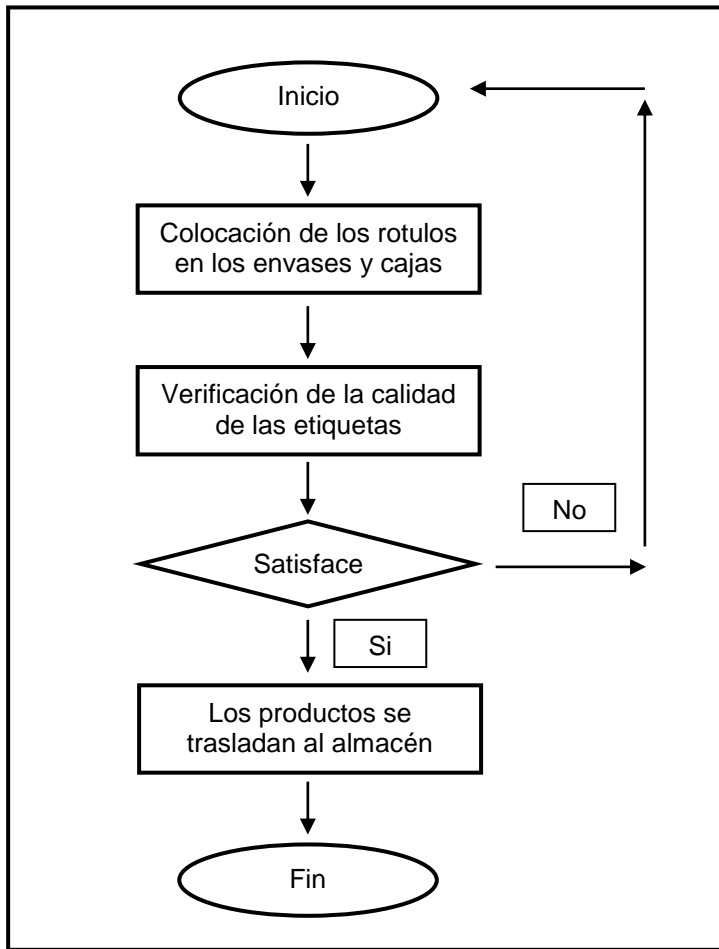 Inicio
Colocación de los rotulos
en los envases y cajas
Verificación de la calidad
de las etiquetas
No
Satisface
Si
Los productos se
trasladan al almacén
Fin